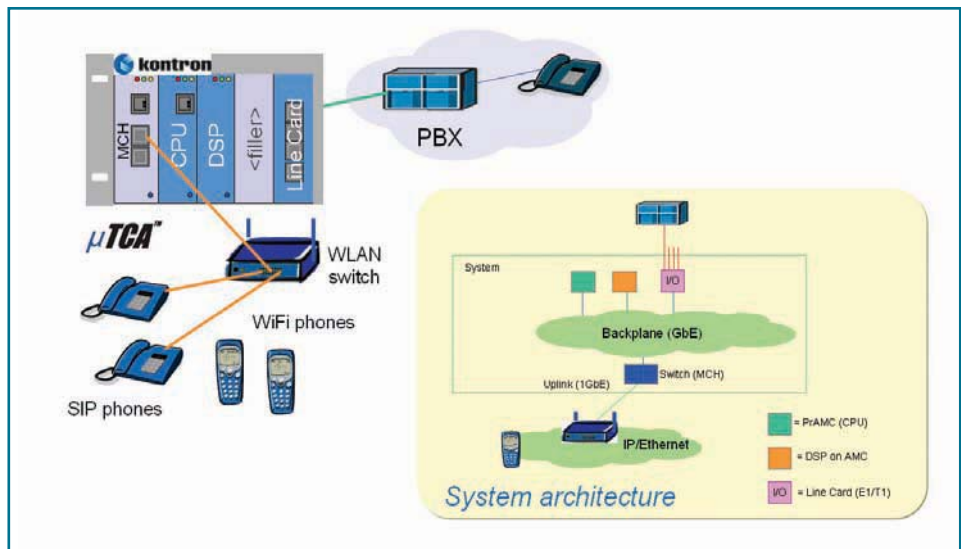 kontron
MCH
CPU
DSP
<filler>
Line Card
PBX
µTCA™
WLAN
switch
WiFi phones
SIP phones
System
I/O
Backplane (GbE)
Switch (MCH)
Uplink (1GbE)
IP/Ethernet
= PrAMC (CPU)
= DSP on AMC
I/O = Line Card (E1/T1)
System architecture